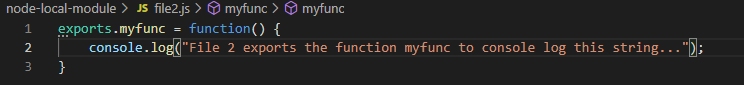 node-local-module > JS file2.js > myfunc > myfunc
1 exports.myfunc = function() {
2 console.log("File 2 exports the function myfunc to console log this string...");
3 }